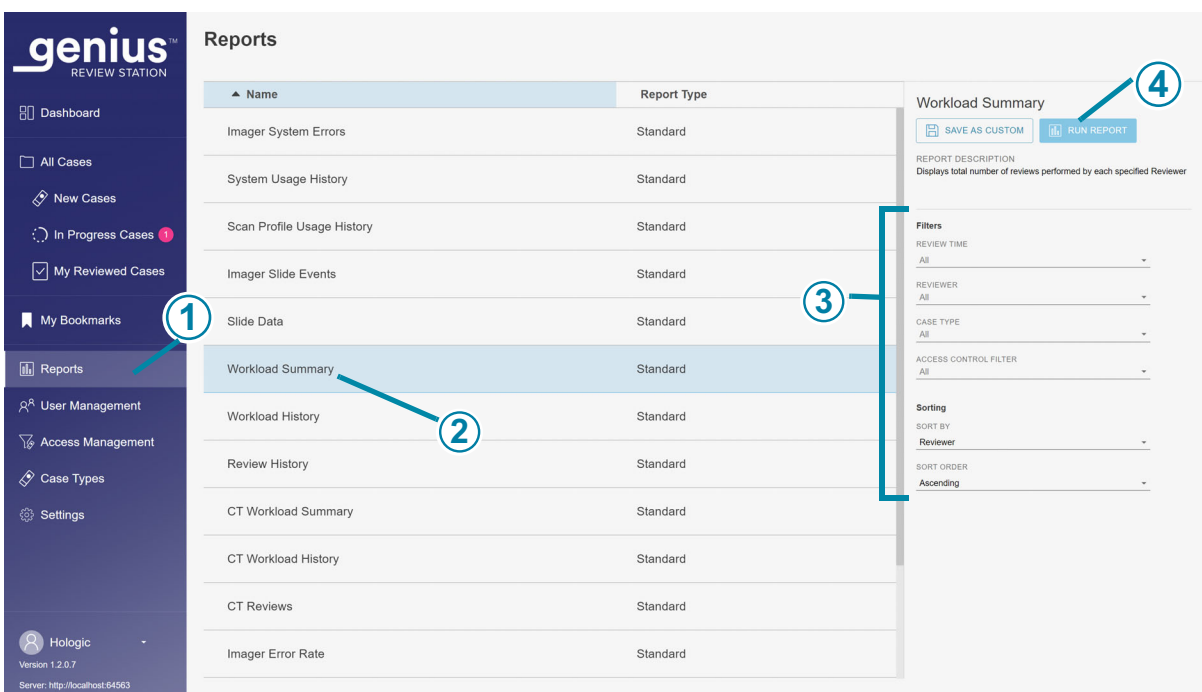 genius™
REVIEW STATION
Dashboard
All Cases
New Cases
In Progress Cases 1
My Reviewed Cases
My Bookmarks
1
Reports
User Management
Access Management
Case Types
Settings
Hologic
Version 1.2.0.7
Server: http://localhost:64563
Reports
Name Report Type
Imager System Errors Standard
System Usage History Standard
Scan Profile Usage History Standard
Imager Slide Events Standard
Slide Data Standard
Workload Summary Standard
2
Workload History Standard
Review History Standard
CT Workload Summary Standard
CT Workload History Standard
CT Reviews Standard
Imager Error Rate Standard
4
Workload Summary
SAVE AS CUSTOM RUN REPORT
REPORT DESCRIPTION
Displays total number of reviews performed by each specified Reviewer
3
Filters
REVIEW TIME
All
REVIEWER
All
CASE TYPE
All
ACCESS CONTROL FILTER
All
Sorting
SORT BY
Reviewer
SORT ORDER
Ascending